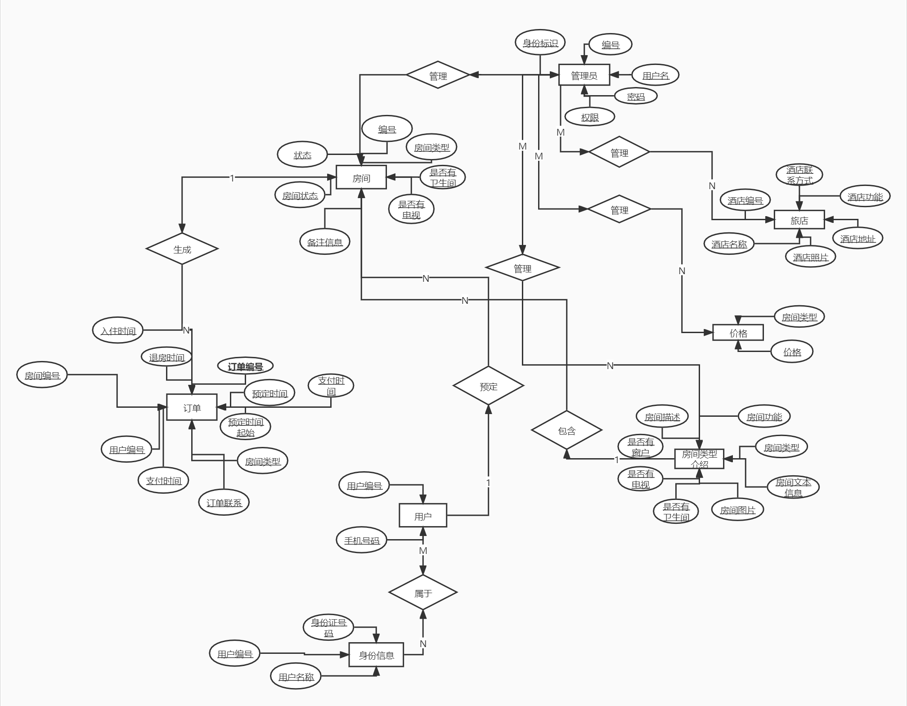 身份标识
编号
管理
管理员
用户名
密码
权限
编号
M
状态
房间类型
M
M
管理
房间
是否有
卫生间
酒店联
系方式
1
N
房间状态
酒店编号
酒店功能
是否有
电视
管理
旅店
备注信息
酒店名称
酒店地址
生成
酒店照片
管理
N
N
N
房间类型
入住时间
N
价格
退房时间
价格
订单编号
N
房间编号
支付时
间
预定
预定时间
订单
房间描述
房间功能
预定时间
起始
包含
是否有
窗户
房间类型
用户编号
房间类型
1
房间类型
介绍
支付时间
是否有
电视
用户编号
1
房间文本
信息
订单联系
是否有
卫生间
房间图片
用户
手机号码
M
属于
身份证号
码
N
用户编号
身份信息
用户名称